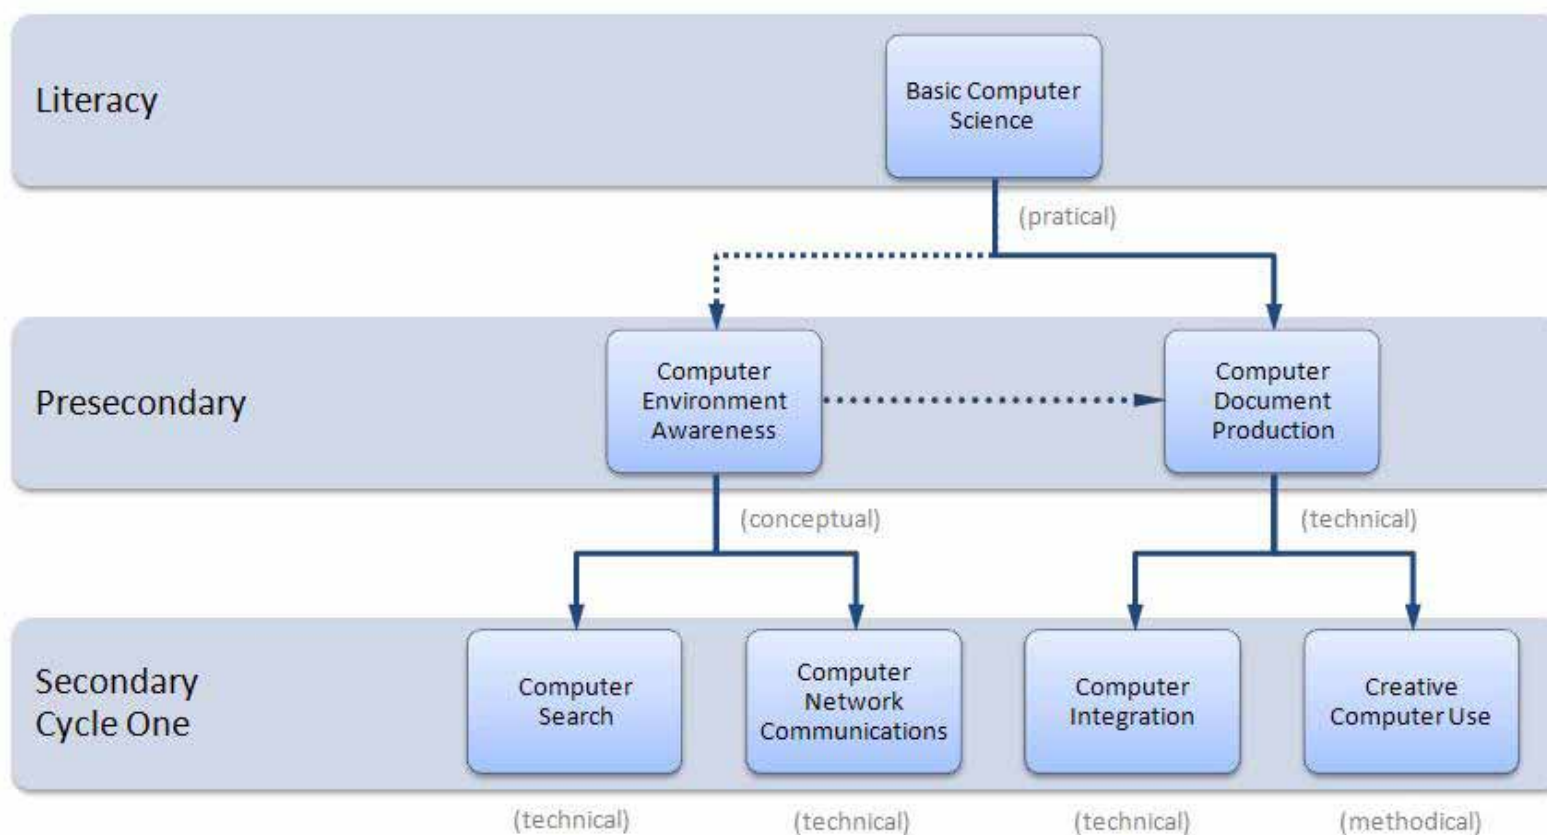 Literacy
Basic Computer
Science
(pratical)
Presecondary
Computer
Environment
Awareness
Computer
Document
Production
(conceptual)
(technical)
Secondary
Cycle One
Computer
Search
Computer
Network
Communications
Computer
Integration
Creative
Computer Use
(technical)
(technical)
(technical)
(methodical)